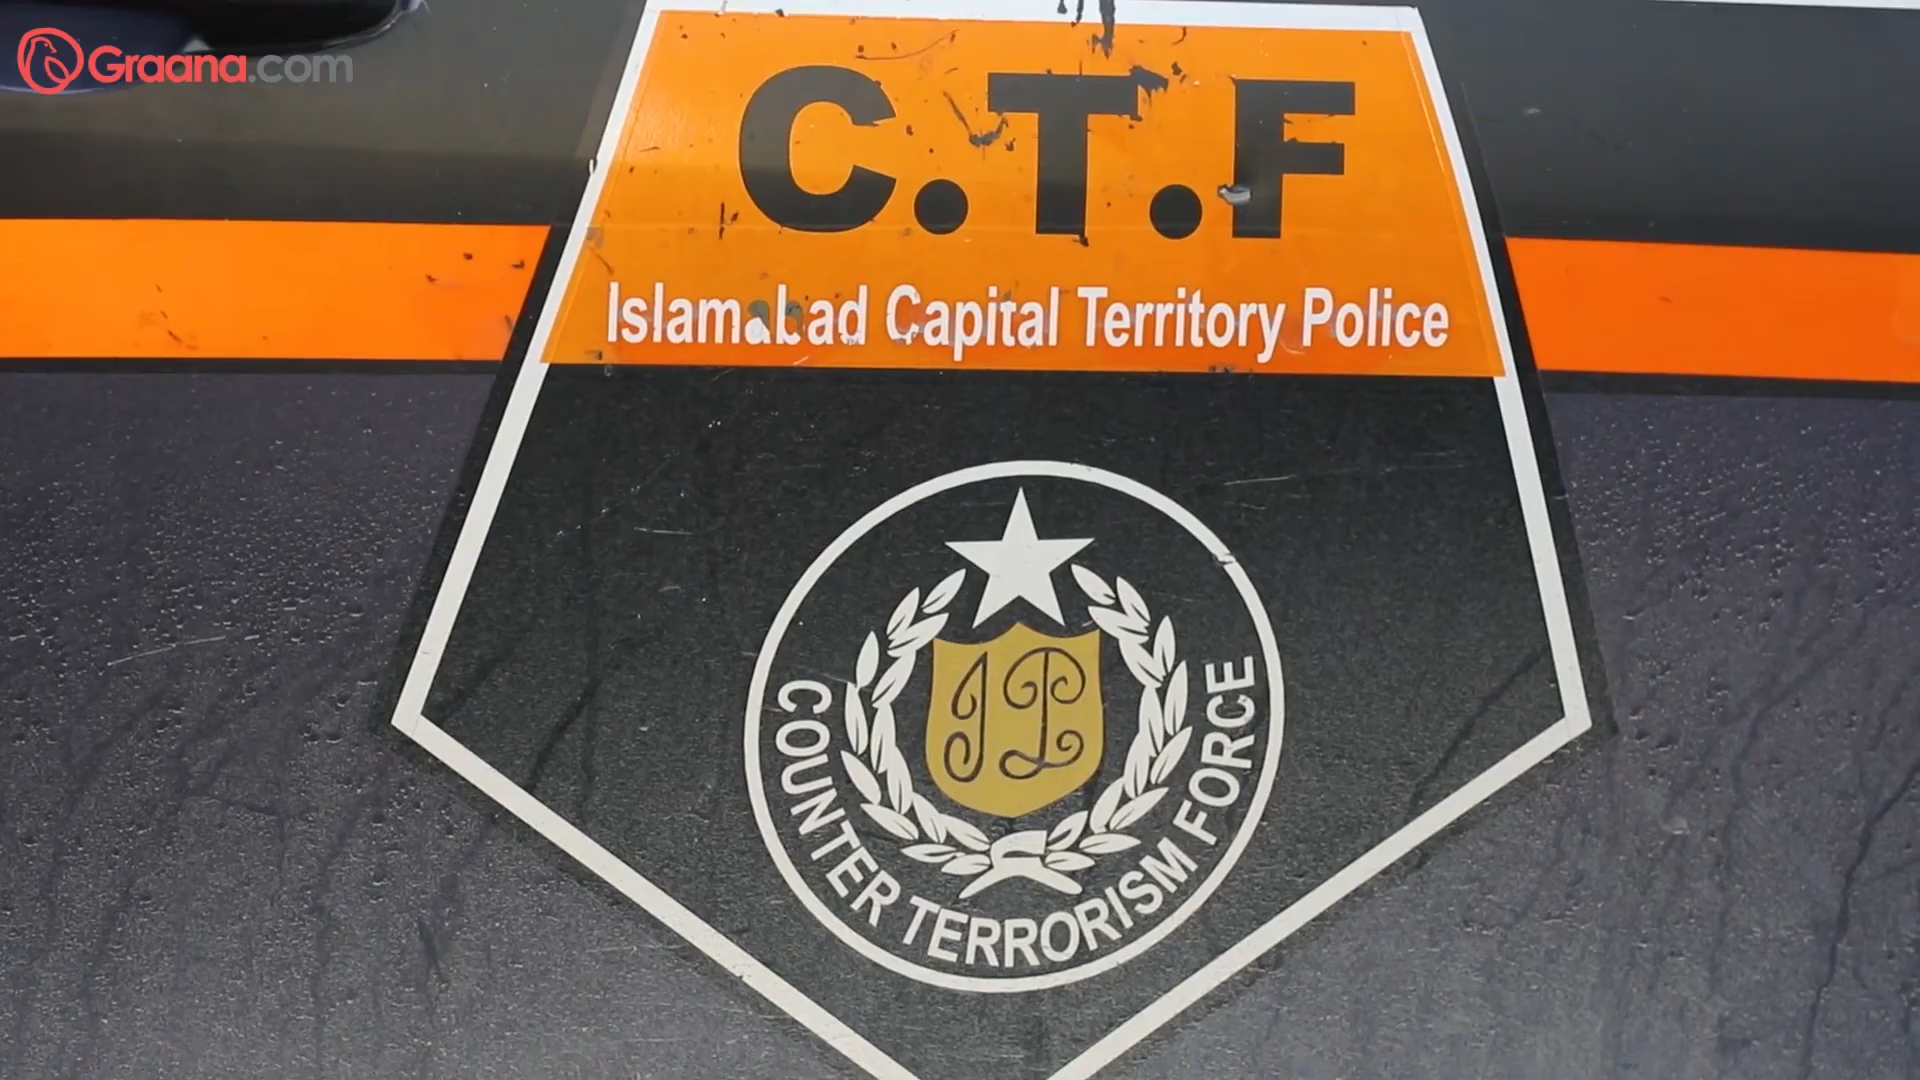 Graana.com
C.T.F
Islamabad Capital Territory Police
IP
COUNTER TERRORISM FORCE